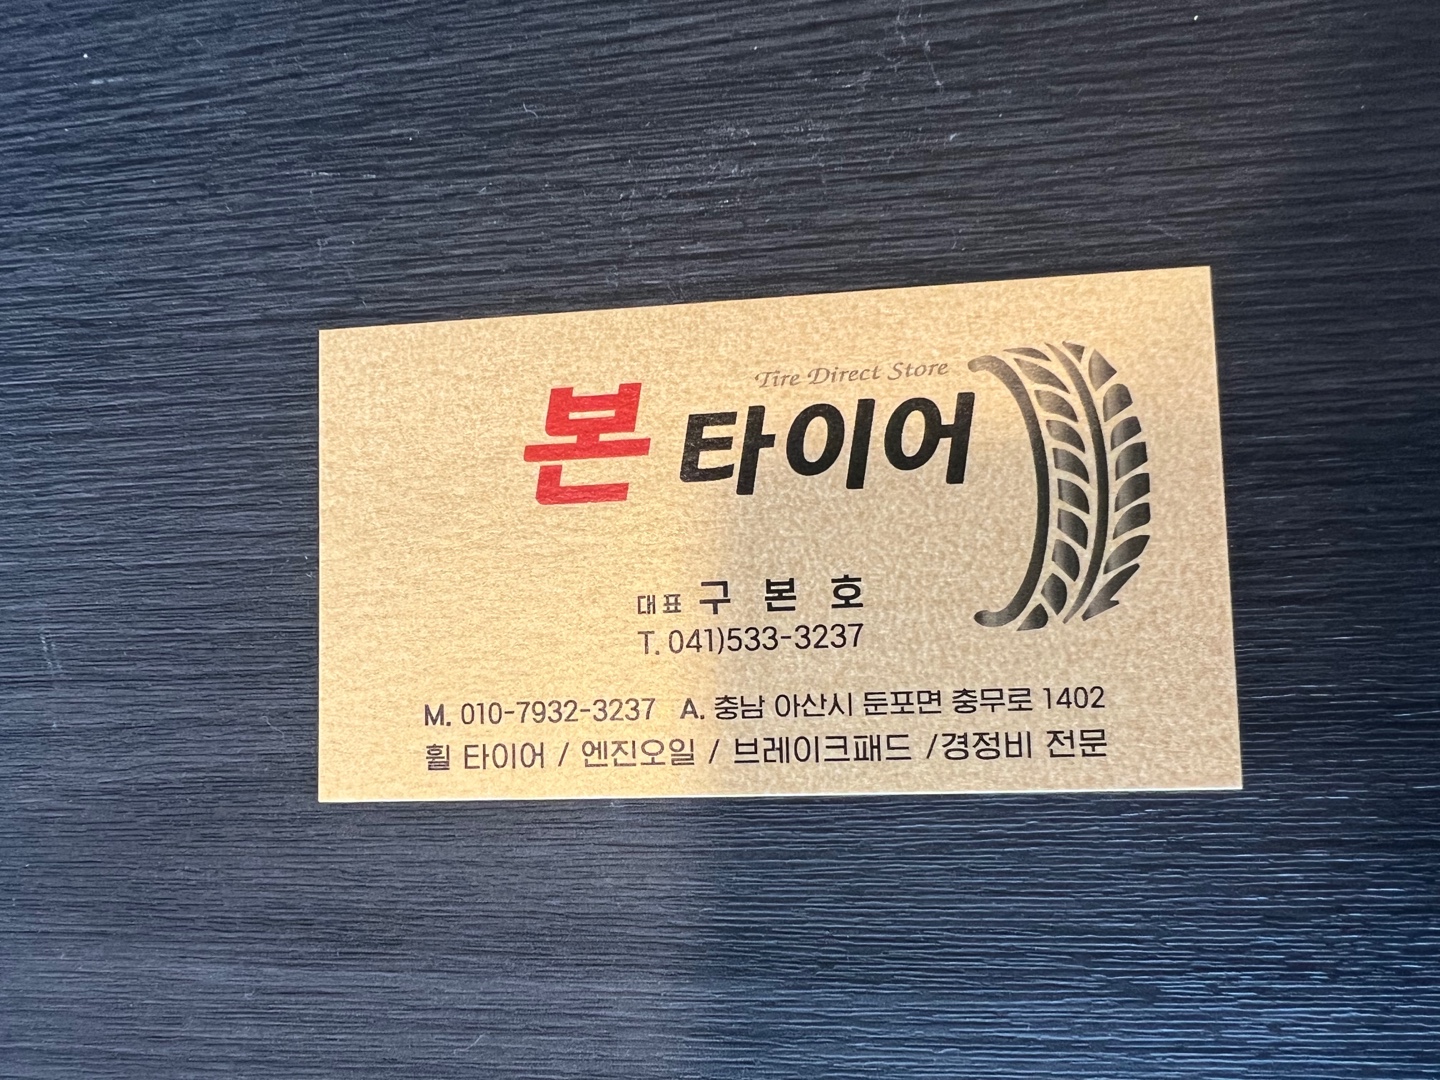 Tire Direct Store
본 타이어
대표 구 본 호
T. 041)533-3237
M. 010-7932-3237 A. 충남 아산시 둔포면 충무로 1402
휠 타이어 / 엔진오일 / 브레이크패드 /경정비 전문